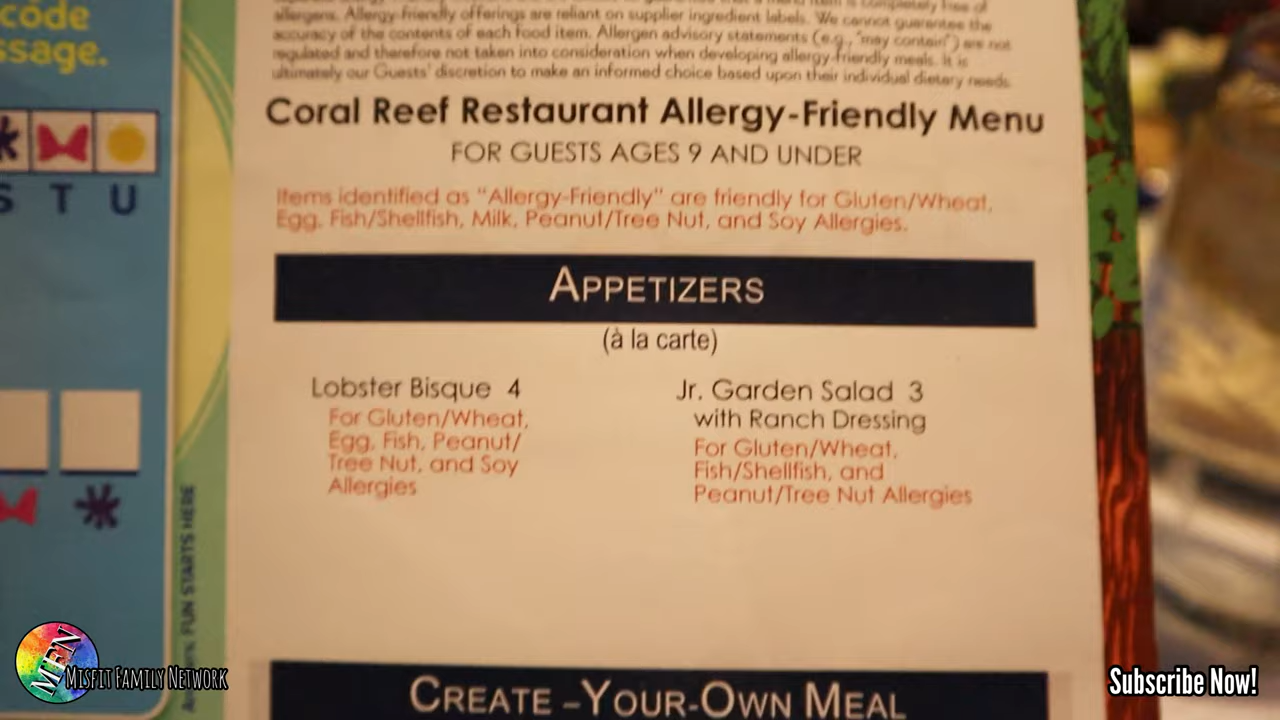 code
ssage.
S T U
allergens. Allergy-friendly offerings are reliant on supplier ingredient labels. We cannot guarantee the
accuracy of the contents of each food item. Allergen advisory statements (e.g., "may contain") are not
regulated and therefore not taken into consideration when developing allergy-friendly meals. It is
ultimately our Guests' discretion to make an informed choice based upon their individual dietary needs.
Coral Reef Restaurant Allergy-Friendly Menu
FOR GUESTS AGES 9 AND UNDER
Items identified as "Allergy-Friendly" are friendly for Gluten/Wheat,
Egg, Fish/Shellfish, Milk, Peanut/Tree Nut, and Soy Allergies.
APPETIZERS
(à la carte)
Lobster Bisque 4
For Gluten/Wheat,
Egg, Fish, Peanut/
Tree Nut, and Soy
Allergies
Jr. Garden Salad 3
with Ranch Dressing
For Gluten/Wheat,
Fish/Shellfish, and
Peanut/Tree Nut Allergies
CREATE -YOUR-OWN MEAL
FUN STARTS HERE
MFN
MISFIT FAMILY NETWORK
Subscribe Now!